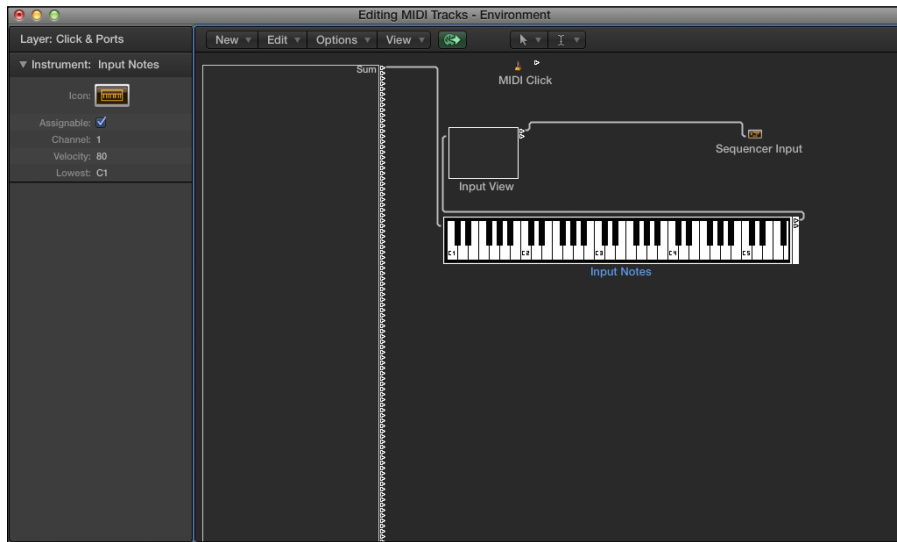 Editing MIDI Tracks - Environment
Layer: Click & Ports
New Edit Options View
Instrument: Input Notes
Icon:
Assignable:
Channel: 1
Velocity: 80
Lowest: C1
Sum
MIDI Click
Sequencer Input
Input View
C1 C2 C3 C4 C5
Input Notes